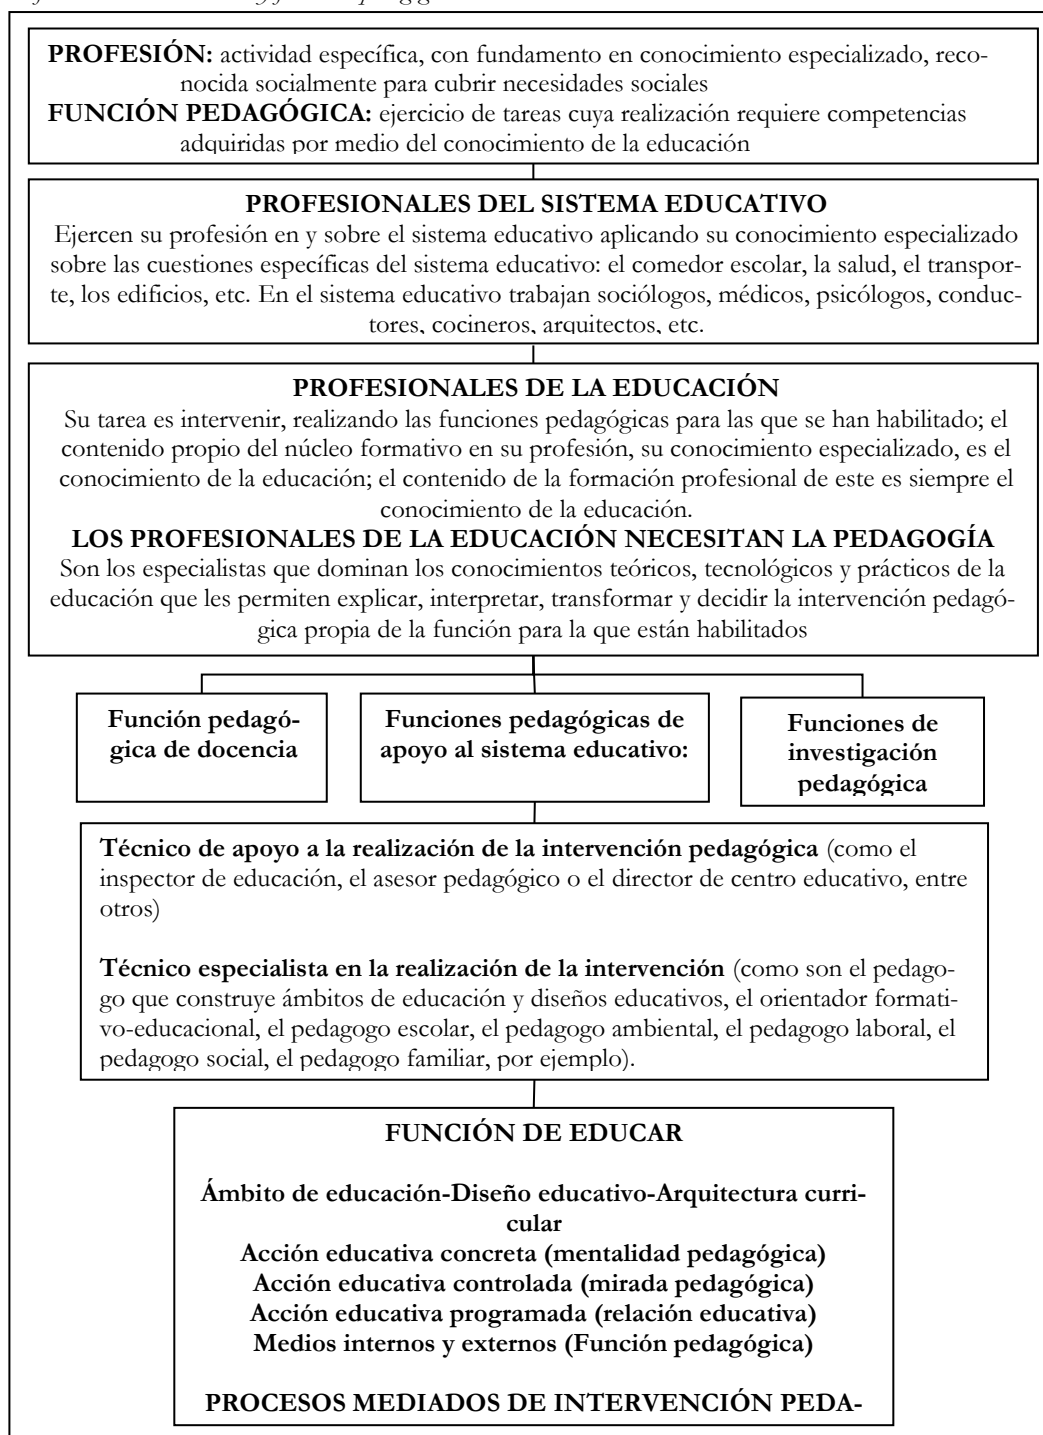 PROFESIÓN: actividad específica, con fundamento en conocimiento especializado, reco-
nocida socialmente para cubrir necesidades sociales
FUNCIÓN PEDAGÓGICA: ejercicio de tareas cuya realización requiere competencias
adquiridas por medio del conocimiento de la educación
PROFESIONALES DEL SISTEMA EDUCATIVO
Ejercen su profesión en y sobre el sistema educativo aplicando su conocimiento especializado
sobre las cuestiones específicas del sistema educativo: el comedor escolar, la salud, el transpor-
te, los edificios, etc. En el sistema educativo trabajan sociólogos, médicos, psicólogos, conduc-
tores, cocineros, arquitectos, etc.
PROFESIONALES DE LA EDUCACIÓN
Su tarea es intervenir, realizando las funciones pedagógicas para las que se han habilitado; el
contenido propio del núcleo formativo en su profesión, su conocimiento especializado, es el
conocimiento de la educación; el contenido de la formación profesional de este es siempre el
conocimiento de la educación.
LOS PROFESIONALES DE LA EDUCACIÓN NECESITAN LA PEDAGOGÍA
Son los especialistas que dominan los conocimientos teóricos, tecnológicos y prácticos de la
educación que les permiten explicar, interpretar, transformar y decidir la intervención pedagó-
gica propia de la función para la que están habilitados
Función pedagó-
gica de docencia
Funciones pedagógicas de
apoyo al sistema educativo:
Funciones de
investigación
pedagógica
Técnico de apoyo a la realización de la intervención pedagógica (como el
inspector de educación, el asesor pedagógico o el director de centro educativo, entre
otros)
Técnico especialista en la realización de la intervención (como son el pedago-
go que construye ámbitos de educación y diseños educativos, el orientador formati-
vo-educacional, el pedagogo escolar, el pedagogo ambiental, el pedagogo laboral, el
pedagogo social, el pedagogo familiar, por ejemplo).
FUNCIÓN DE EDUCAR
Ámbito de educación-Diseño educativo-Arquitectura curri-
cular
Acción educativa concreta (mentalidad pedagógica)
Acción educativa controlada (mirada pedagógica)
Acción educativa programada (relación educativa)
Medios internos y externos (Función pedagógica)
PROCESOS MEDIADOS DE INTERVENCIÓN PEDA-